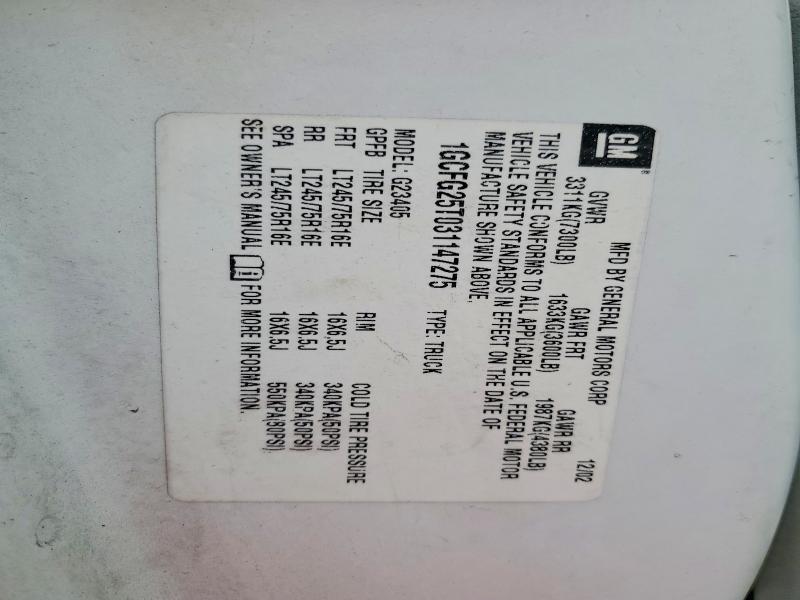 GM ® MFD BY GENERAL MOTORS CORP 12/02
GVWR GAWR FRT GAWR RR
3311KG(7300LB) 1633KG(3600LB) 1987KG(4380LB)
THIS VEHICLE CONFORMS TO ALL APPLICABLE U.S. FEDERAL MOTOR
VEHICLE SAFETY STANDARDS IN EFFECT ON THE DATE OF
MANUFACTURE SHOWN ABOVE.
1GCFG25T031147275 TYPE: TRUCK
MODEL: G23405
GPFB TIRE SIZE RIM COLD TIRE PRESSURE
FRT LT245/75R16E 16X6.5J 340KPA(50PSI)
RR LT245/75R16E 16X6.5J 340KPA(50PSI)
SPA LT245/75R16E 16X6.5J 550KPA(80PSI)
SEE OWNER'S MANUAL FOR MORE INFORMATION.